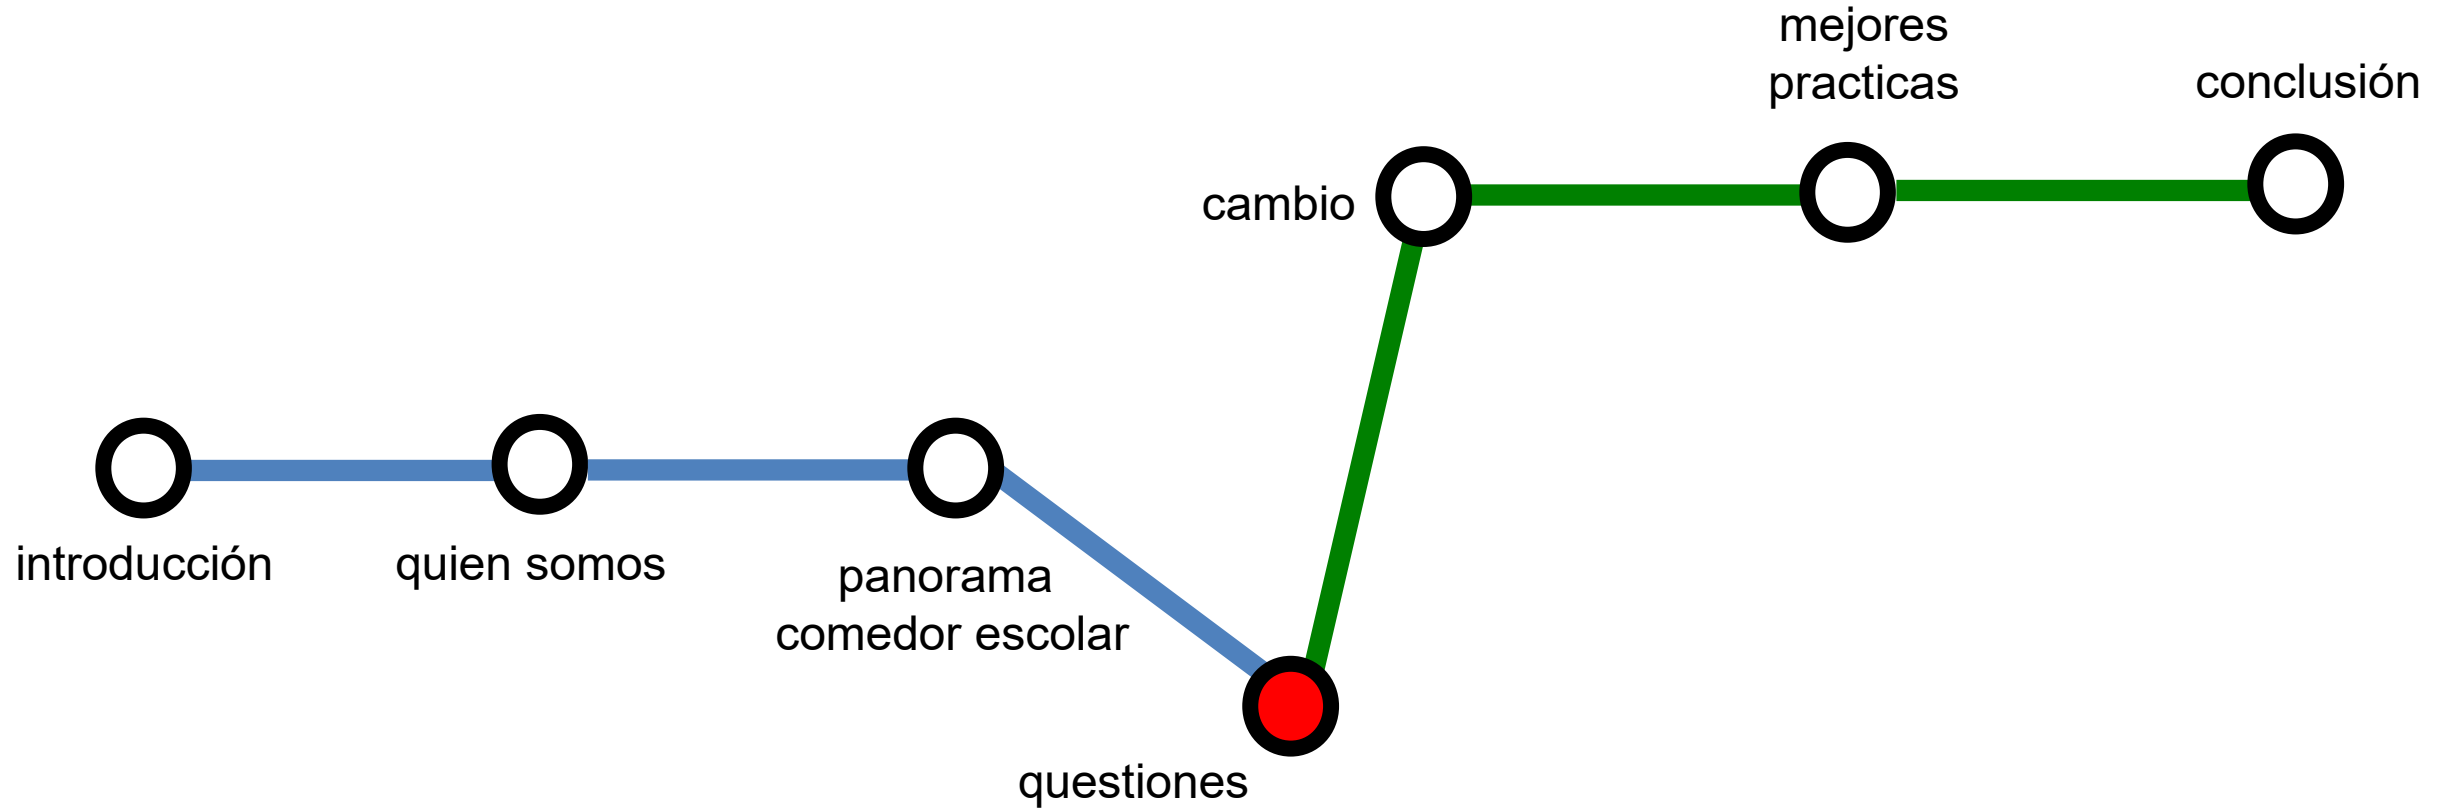 introducción
quien somos
panorama
comedor escolar
questiones
cambio
mejores
practicas
conclusión